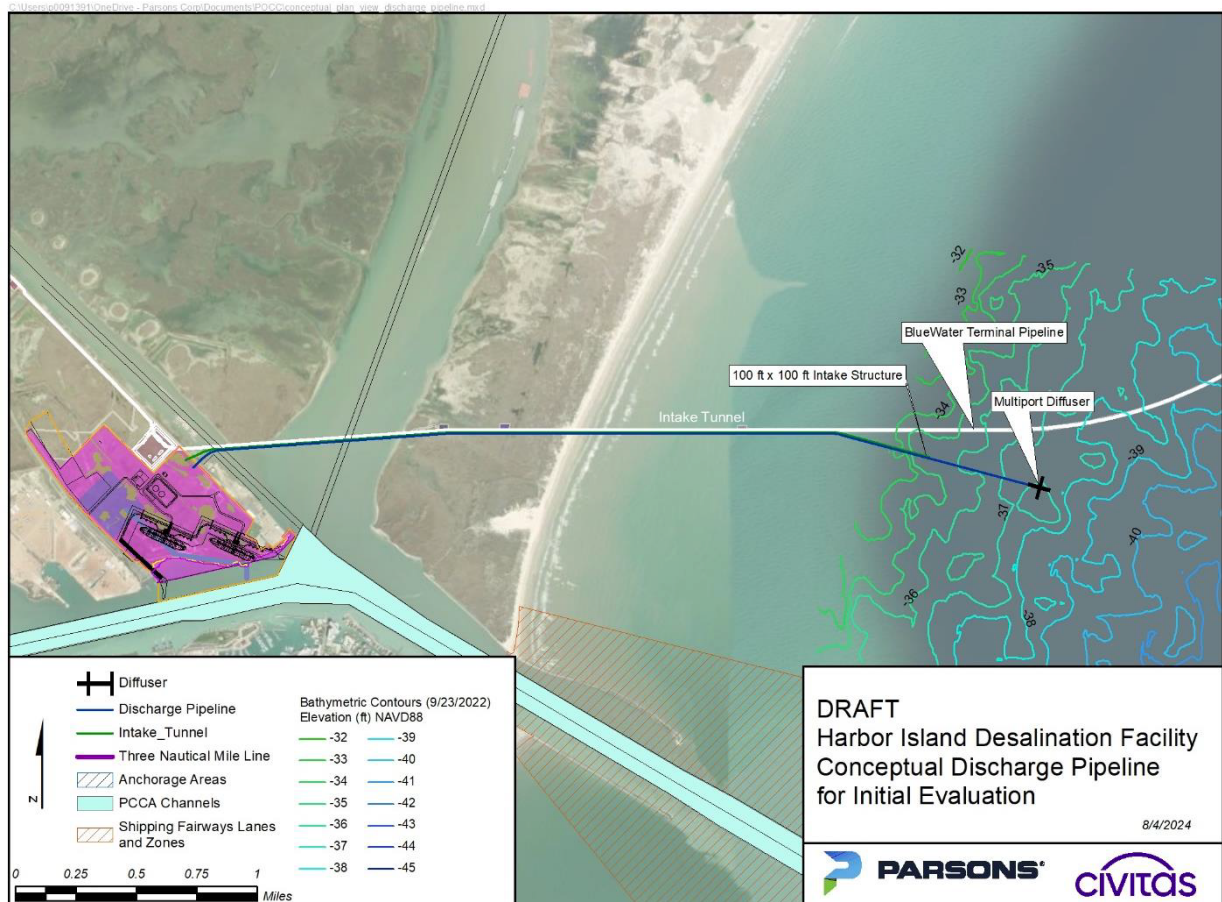 C:\Users\p0091391\OneDrive - Parsons Corp\Documents\POCC\conceptual_plan_view_discharge_pipeline.mxd
-32
-35
-33
BlueWater Terminal Pipeline
100 ft x 100 ft Intake Structure
Multiport Diffuser
-34
Intake Tunnel
-39
-37
-40
-36
-38
Diffuser
Discharge Pipeline
Intake_Tunnel
Three Nautical Mile Line
Anchorage Areas
PCCA Channels
Shipping Fairways Lanes
and Zones
Bathymetric Contours (9/23/2022)
Elevation (ft) NAVD88
-32
-33
-34
-35
-36
-37
-38
-39
-40
-41
-42
-43
-44
-45
N
0 0.25 0.5 0.75 1
Miles
DRAFT
Harbor Island Desalination Facility
Conceptual Discharge Pipeline
for Initial Evaluation
8/4/2024
PARSONS
civitas